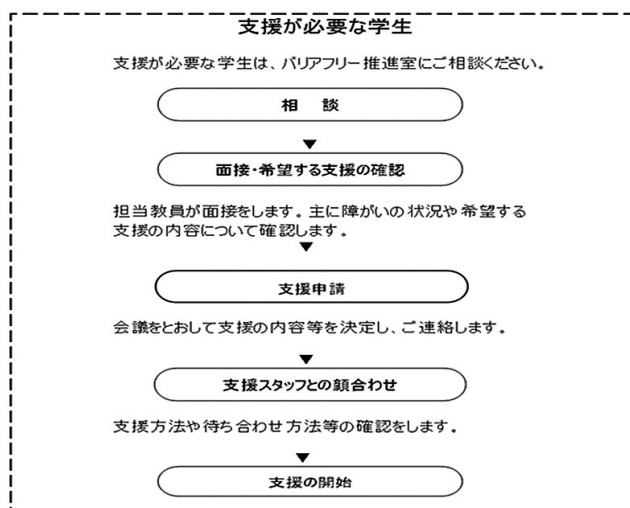 支援が必要な学生
支援が必要な学生は、バリアフリー推進室にご相談ください。
相　談
面接・希望する支援の確認
担当教員が面接をします。主に障がいの状況や希望する
支援の内容について確認します。
支援申請
会議をとおして支援の内容等を決定し、ご連絡します。
支援スタッフとの顔合わせ
支援方法や待ち合わせ方法等の確認をします。
支援の開始